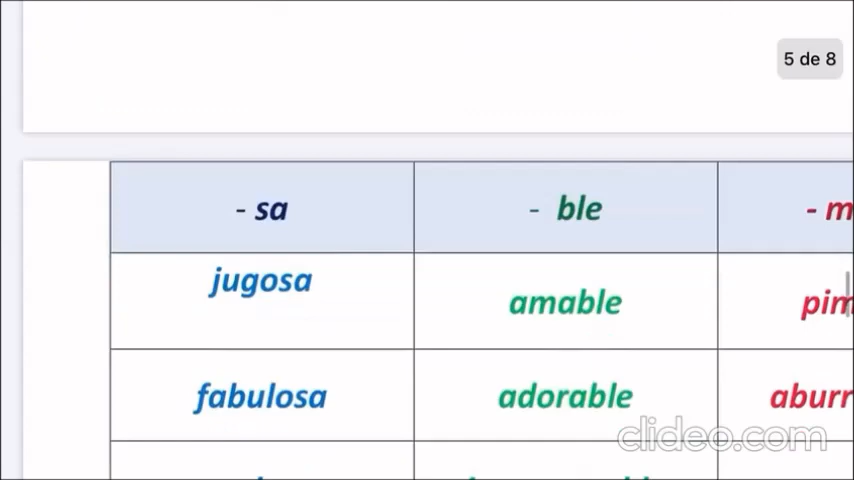 5 de 8
- sa - ble
jugosa amable
fabulosa adorable
clideo.com